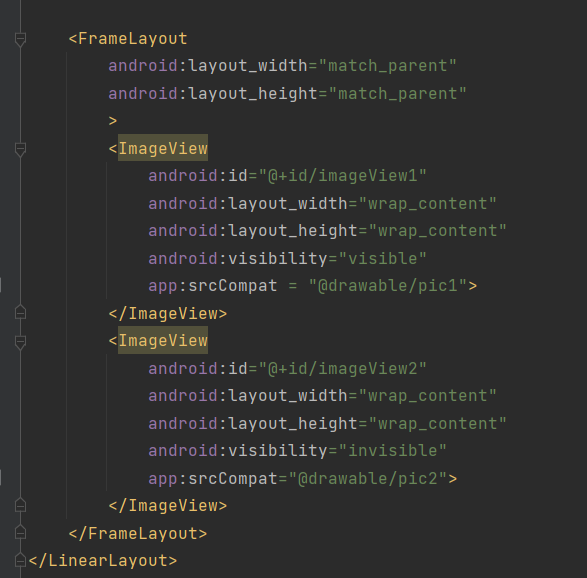 <FrameLayout
android:layout_width="match_parent"
android:layout_height="match_parent"
>
<ImageView
android:id="@+id/imageView1"
android:layout_width="wrap_content"
android:layout_height="wrap_content"
android:visibility="visible"
app:srcCompat = "@drawable/pic1">
</ImageView>
<ImageView
android:id="@+id/imageView2"
android:layout_width="wrap_content"
android:layout_height="wrap_content"
android:visibility="invisible"
app:srcCompat="@drawable/pic2">
</ImageView>
</FrameLayout>
</LinearLayout>